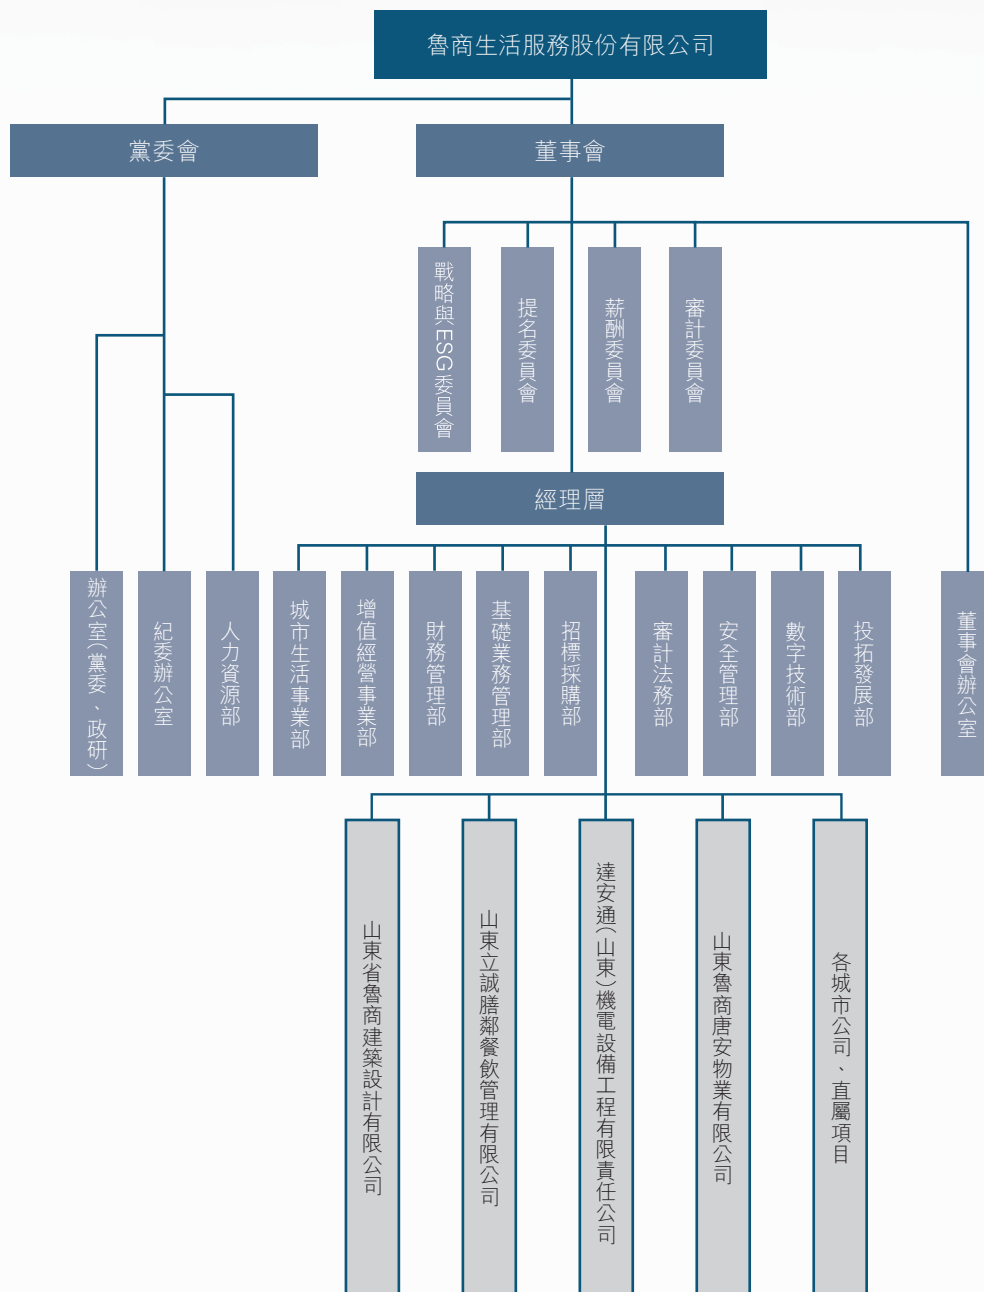 魯商生活服務股份有限公司
黨委會
董事會
戰略與ESG委員會
提名委員會
薪酬委員會
審計委員會
經理層
辦公室(黨委、政研)
紀委辦公室
人力資源部
城市生活事業部
增值經營事業部
財務管理部
基礎業務管理部
招標採購部
審計法務部
安全管理部
數字技術部
投拓發展部
董事會辦公室
山東省魯商建築設計有限公司
山東立誠膳鄰餐飲管理有限公司
達安通(山東)機電設備工程有限責任公司
山東魯商唐安物業有限公司
各城市公司、直屬項目